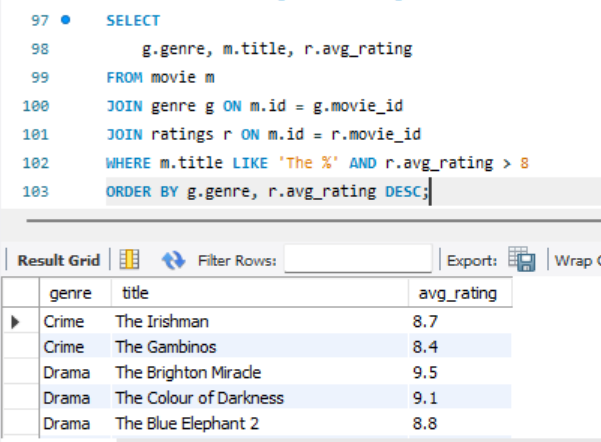 97 SELECT
98 g.genre, m.title, r.avg_rating
99 FROM movie m
100 JOIN genre g ON m.id = g.movie_id
101 JOIN ratings r ON m.id = r.movie_id
102 WHERE m.title LIKE 'The %' AND r.avg_rating > 8
103 ORDER BY g.genre, r.avg_rating DESC;
Result Grid Filter Rows: Export: Wrap
genre title avg_rating
Crime The Irishman 8.7
Crime The Gambinos 8.4
Drama The Brighton Miracle 9.5
Drama The Colour of Darkness 9.1
Drama The Blue Elephant 2 8.8